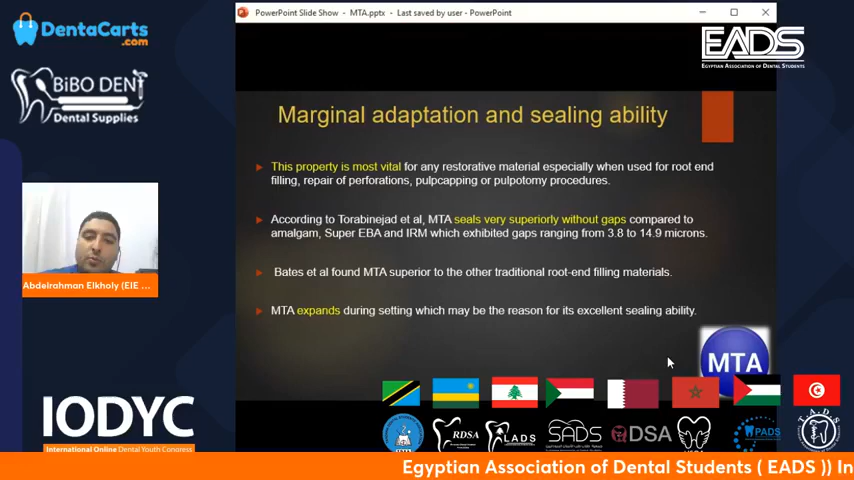 PowerPoint Slide Show - MTA.pptx - Last saved by user - PowerPoint
DentaCarts
.com
EADS
EGYPTIAN ASSOCIATION OF DENTAL STUDENTS
BiBO DENT
Dental Supplies
Marginal adaptation and sealing ability
This property is most vital for any restorative material especially when used for root end
filling, repair of perforations, pulpcapping or pulpotomy procedures.
According to Torabinejad et al, MTA seals very superiorly without gaps compared to
amalgam, Super EBA and IRM which exhibited gaps ranging from 3.8 to 14.9 microns.
Bates et al found MTA superior to the other traditional root-end filling materials.
MTA expands during setting which may be the reason for its excellent sealing ability.
Abdelrahman Elkholy (EIE ...
MTA
IODYC
International Online Dental Youth Congress
RDSA
LADS
SADS
QDSA
PADS
T.A.D.S
Egyptian Association of Dental Students ( EADS )) In